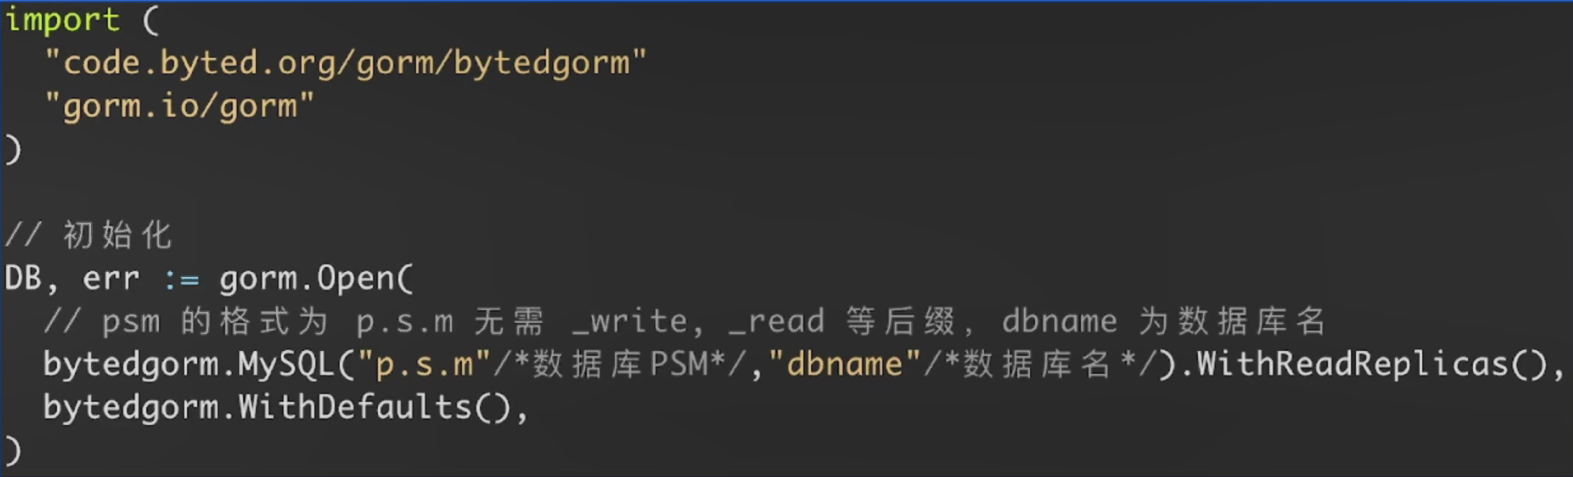 import (
  "code.byted.org/gorm/bytedgorm"
  "gorm.io/gorm"
)
// 初始化
DB, err := gorm.Open(
  // psm 的格式为 p.s.m 无需 _write, _read 等后缀, dbname 为数据库名
  bytedgorm.MySQL("p.s.m"/*数据库PSM*/,"dbname"/*数据库名*/).WithReadReplicas(),
  bytedgorm.WithDefaults(),
)